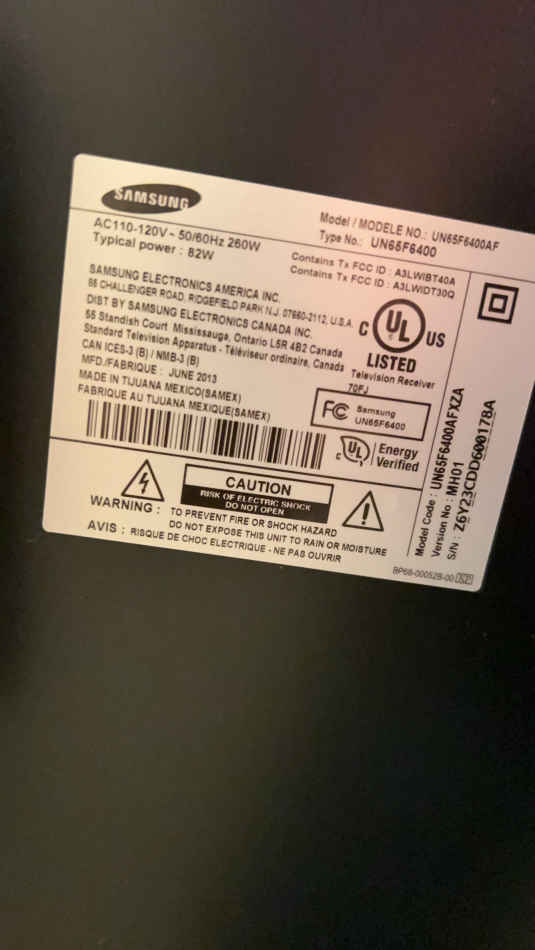 SAMSUNG
Model / MODELE NO.: UN65F6400AF
Type No.: UN65F6400
AC110-120V~ 50/60Hz 260W
Typical power : 82W
Contains Tx FCC ID : A3LWIBT40A
Contains Tx FCC ID : A3LWIDT30Q
SAMSUNG ELECTRONICS AMERICA INC.
85 CHALLENGER ROAD, RIDGEFIELD PARK N.J. 07660-2112, U.S.A.
DIST BY SAMSUNG ELECTRONICS CANADA INC.
55 Standish Court Mississauga, Ontario L5R 4B2 Canada
Standard Television Apparatus - Téléviseur ordinaire, Canada
CAN ICES-3 (B) / NMB-3 (B)
MFD./FABRIQUE : JUNE 2013
MADE IN TIJUANA MEXICO(SAMEX)
FABRIQUE AU TIJUANA MEXIQUE(SAMEX)
C UL US
LISTED
Television Receiver
70FJ
FC Samsung
UN65F6400
c UL Energy
Verified
CAUTION
RISK OF ELECTRIC SHOCK
DO NOT OPEN
WARNING : TO PREVENT FIRE OR SHOCK HAZARD
DO NOT EXPOSE THIS UNIT TO RAIN OR MOISTURE
AVIS : RISQUE DE CHOC ELECTRIQUE - NE PAS OUVRIR
Model Code : UN65F6400AFXZA
Version No : MH01
S/N : Z6Y23CDD600178A
BP68-00052B-00